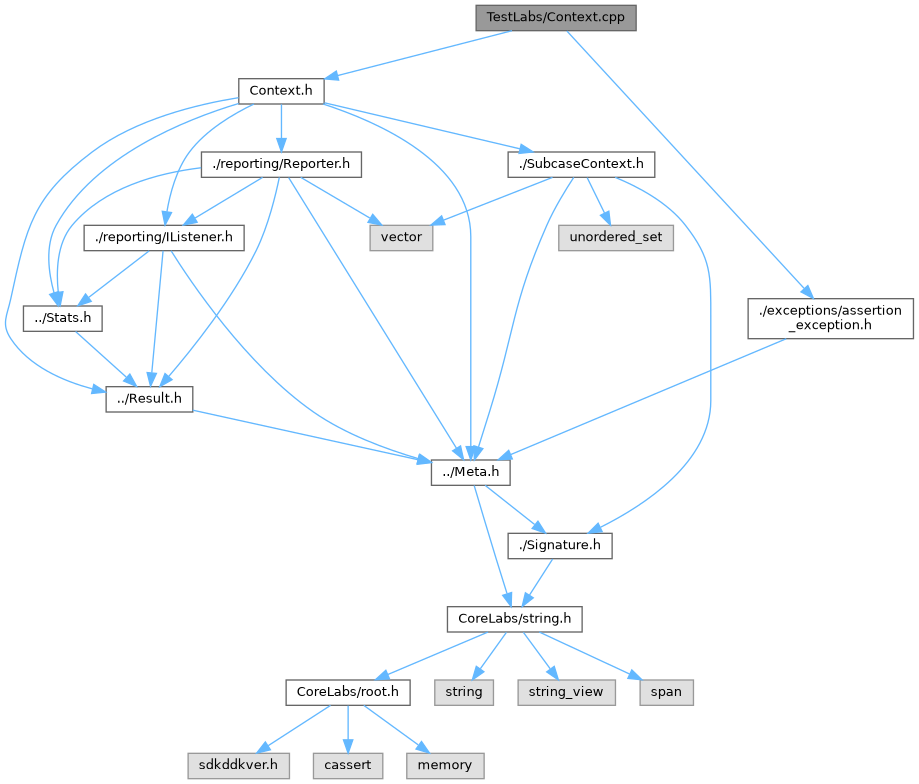 TestLabs/Context.cpp
Context.h
./reporting/Reporter.h
./SubcaseContext.h
./reporting/IListener.h
vector
unordered_set
../Stats.h
./exceptions/assertion
_exception.h
../Result.h
../Meta.h
./Signature.h
CoreLabs/string.h
CoreLabs/root.h
string
string_view
span
sdkddkver.h
cassert
memory